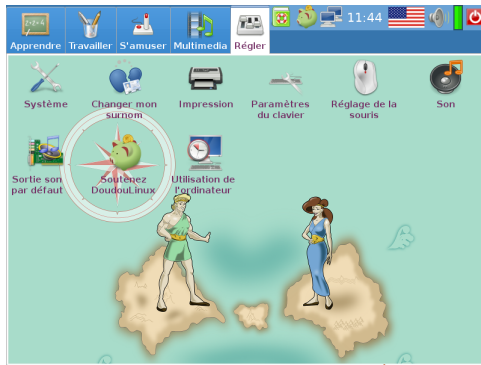 11:44
Apprendre Travailler S'amuser Multimedia Régler
Système Changer mon Impression Paramètres Réglage de la Son
surnom du clavier souris
Sortie son Soutenez Utilisation de
par défaut DoudouLinux l'ordinateur